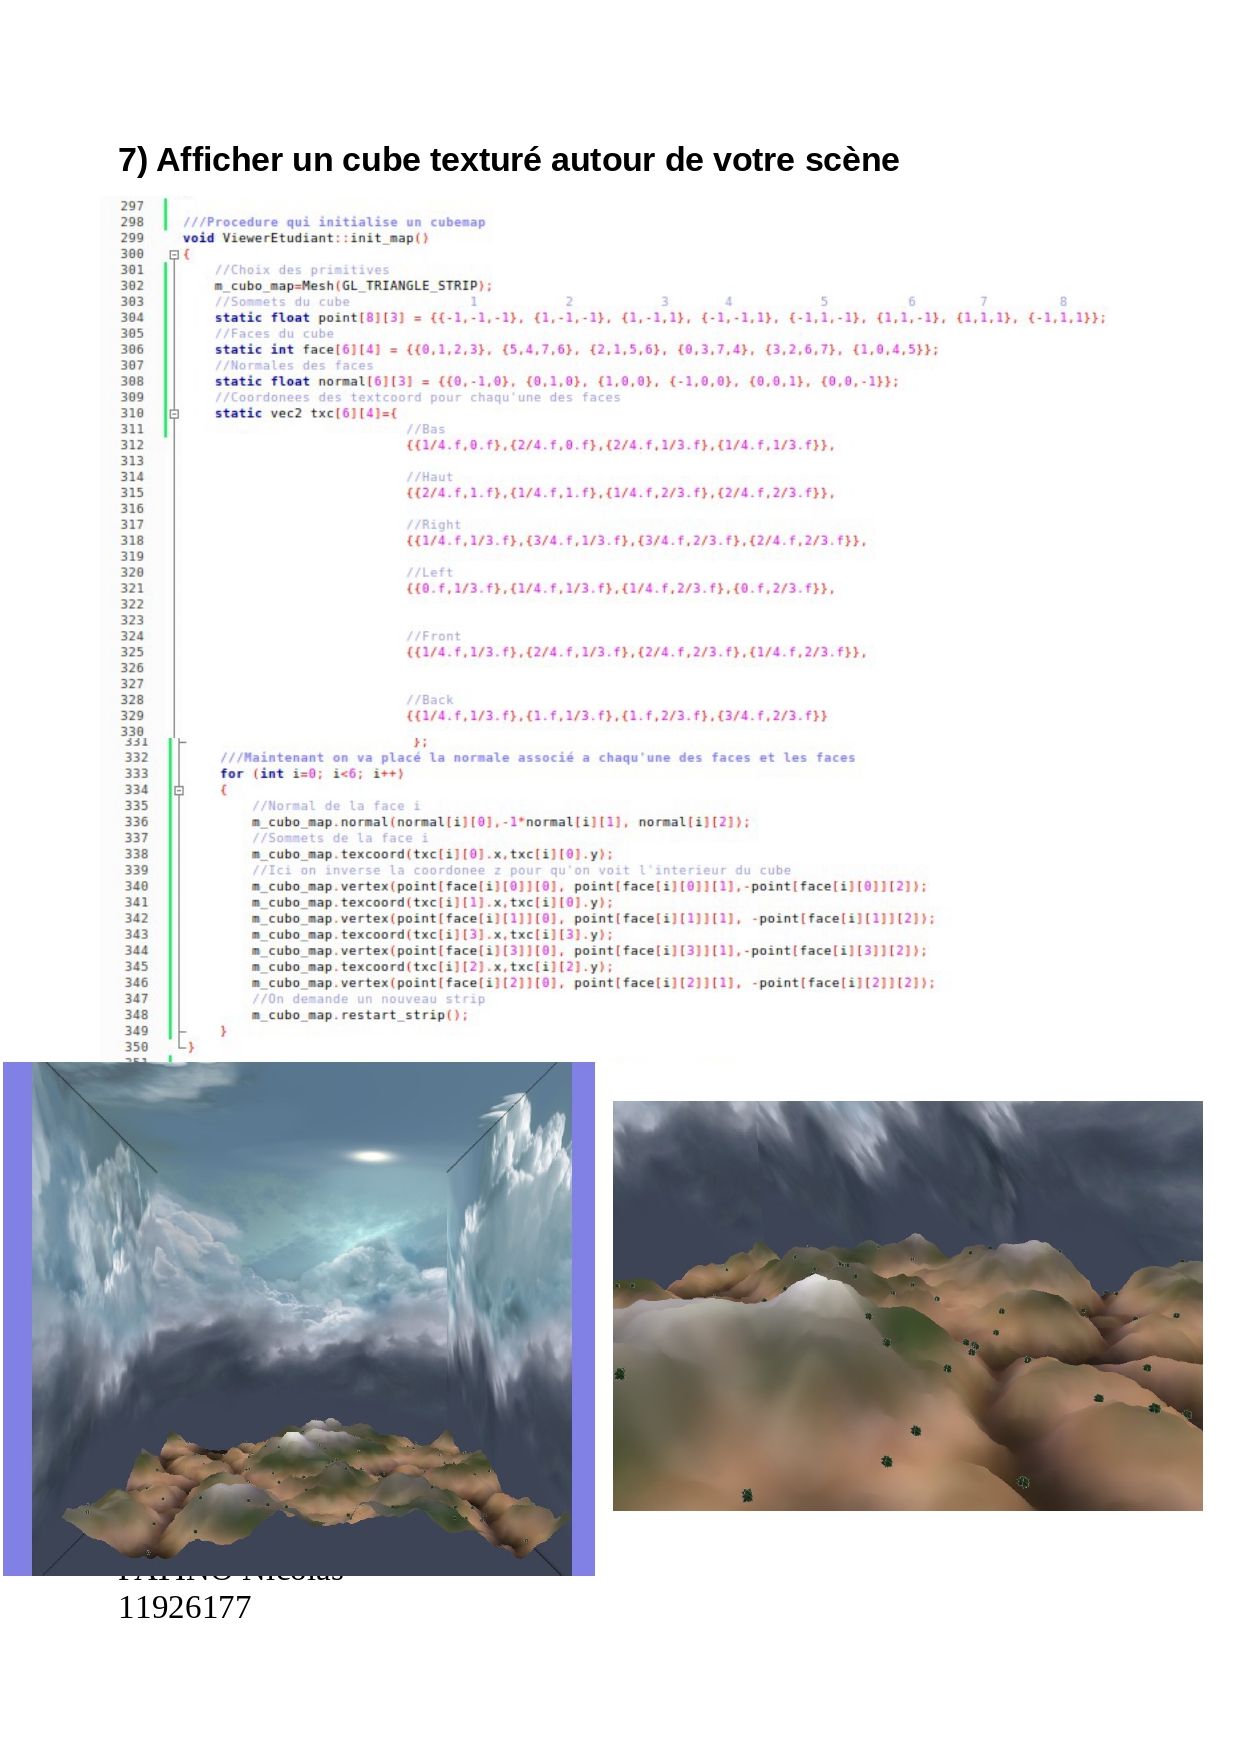 7) Afficher un cube texturé autour de votre scène
297
298 ///Procedure qui initialise un cubemap
299 void ViewerEtudiant::init_map()
300 {
301 //Choix des primitives
302 m_cubo_map=Mesh(GL_TRIANGLE_STRIP);
303 //Sommets du cube 1 2 3 4 5 6 7 8
304 static float point[8][3] = {{-1,-1,-1}, {1,-1,-1}, {1,-1,1}, {-1,-1,1}, {-1,1,-1}, {1,1,-1}, {1,1,1}, {-1,1,1}};
305 //Faces du cube
306 static int face[6][4] = {{0,1,2,3}, {5,4,7,6}, {2,1,5,6}, {0,3,7,4}, {3,2,6,7}, {1,0,4,5}};
307 //Normales des faces
308 static float normal[6][3] = {{0,-1,0}, {0,1,0}, {1,0,0}, {-1,0,0}, {0,0,1}, {0,0,-1}};
309 //Coordonees des textcoord pour chaqu'une des faces
310 static vec2 txc[6][4]={
311 //Bas
312 {{1/4.f,0.f},{2/4.f,0.f},{2/4.f,1/3.f},{1/4.f,1/3.f}},
313
314 //Haut
315 {{2/4.f,1.f},{1/4.f,1.f},{1/4.f,2/3.f},{2/4.f,2/3.f}},
316
317 //Right
318 {{1/4.f,1/3.f},{3/4.f,1/3.f},{3/4.f,2/3.f},{2/4.f,2/3.f}},
319
320 //Left
321 {{0.f,1/3.f},{1/4.f,1/3.f},{1/4.f,2/3.f},{0.f,2/3.f}},
322
323
324 //Front
325 {{1/4.f,1/3.f},{2/4.f,1/3.f},{2/4.f,2/3.f},{1/4.f,2/3.f}},
326
327
328 //Back
329 {{1/4.f,1/3.f},{1.f,1/3.f},{1.f,2/3.f},{3/4.f,2/3.f}}
330
331 };
332 ///Maintenant on va placé la normale associé a chaqu'une des faces et les faces
333 for (int i=0; i<6; i++)
334 {
335 //Normal de la face i
336 m_cubo_map.normal(normal[i][0],-1*normal[i][1], normal[i][2]);
337 //Sommets de la face i
338 m_cubo_map.texcoord(txc[i][0].x,txc[i][0].y);
339 //Ici on inverse la coordonee z pour qu'on voit l'interieur du cube
340 m_cubo_map.vertex(point[face[i][0]][0], point[face[i][0]][1],-point[face[i][0]][2]);
341 m_cubo_map.texcoord(txc[i][1].x,txc[i][0].y);
342 m_cubo_map.vertex(point[face[i][1]][0], point[face[i][1]][1], -point[face[i][1]][2]);
343 m_cubo_map.texcoord(txc[i][3].x,txc[i][3].y);
344 m_cubo_map.vertex(point[face[i][3]][0], point[face[i][3]][1],-point[face[i][3]][2]);
345 m_cubo_map.texcoord(txc[i][2].x,txc[i][2].y);
346 m_cubo_map.vertex(point[face[i][2]][0], point[face[i][2]][1], -point[face[i][2]][2]);
347 //On demande un nouveau strip
348 m_cubo_map.restart_strip();
349 }
350 }
351
Nicolas
11926177